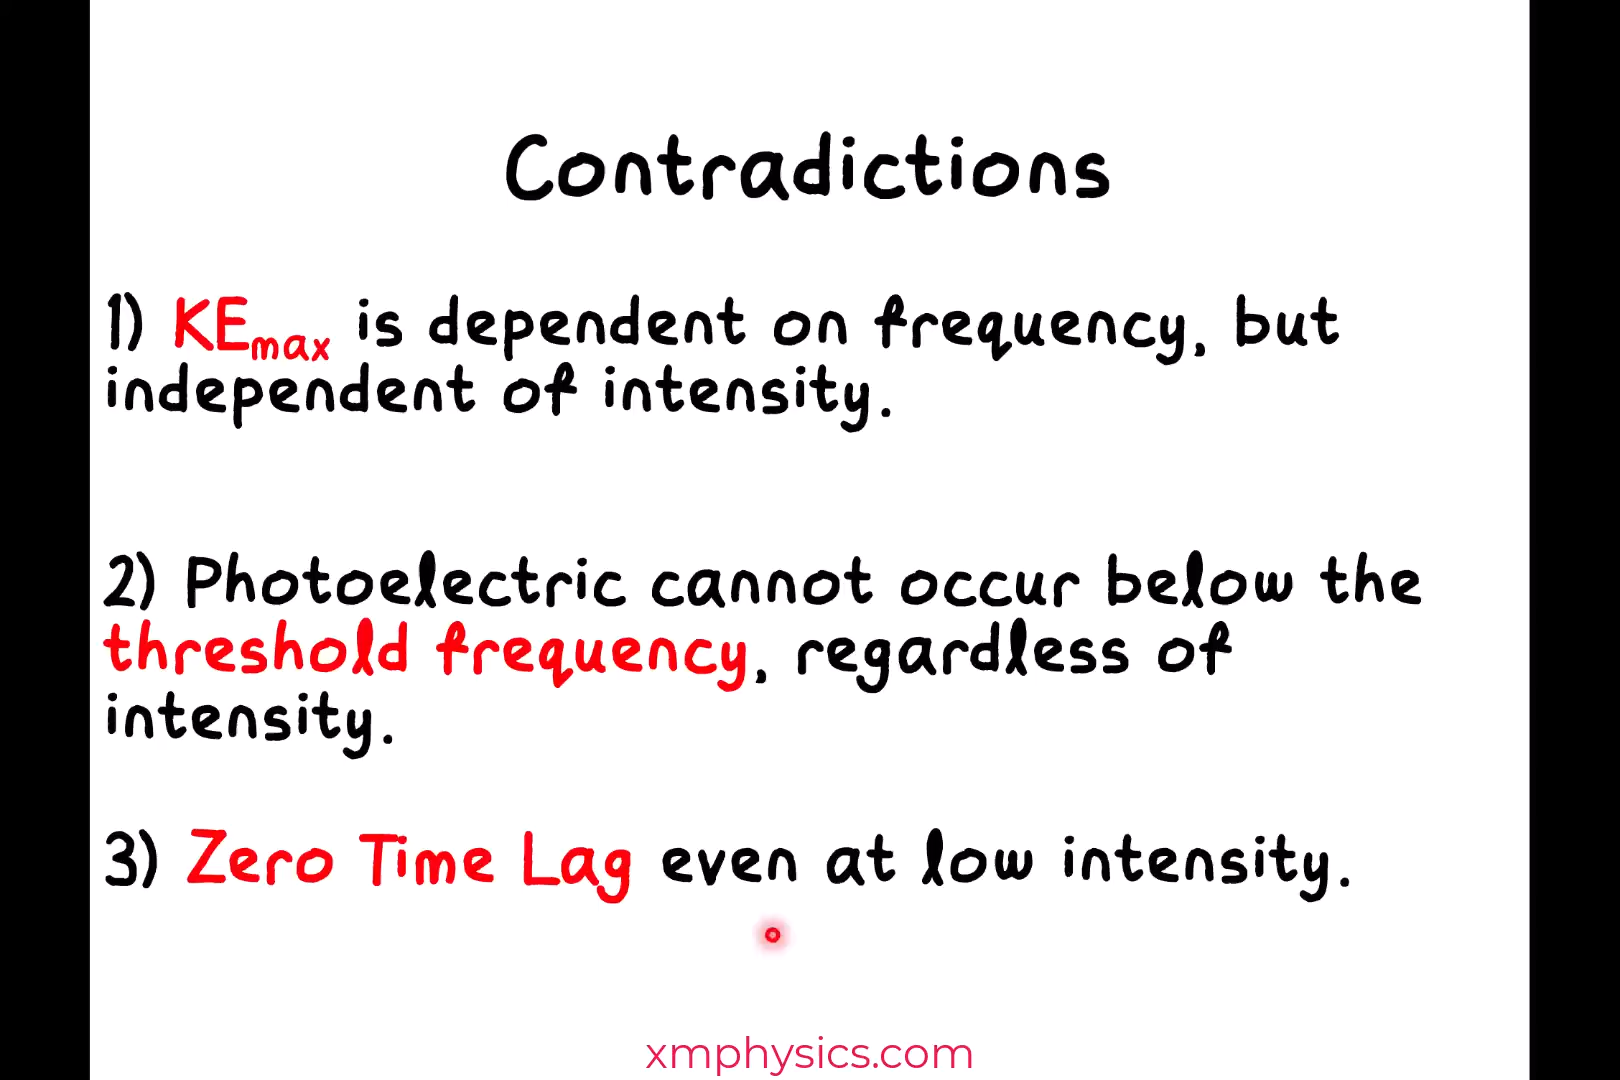 Contradictions
1) KEmax is dependent on frequency, but
independent of intensity.
2) Photoelectric cannot occur below the
threshold frequency, regardless of
intensity.
3) Zero Time Lag even at low intensity.
xmphysics.com